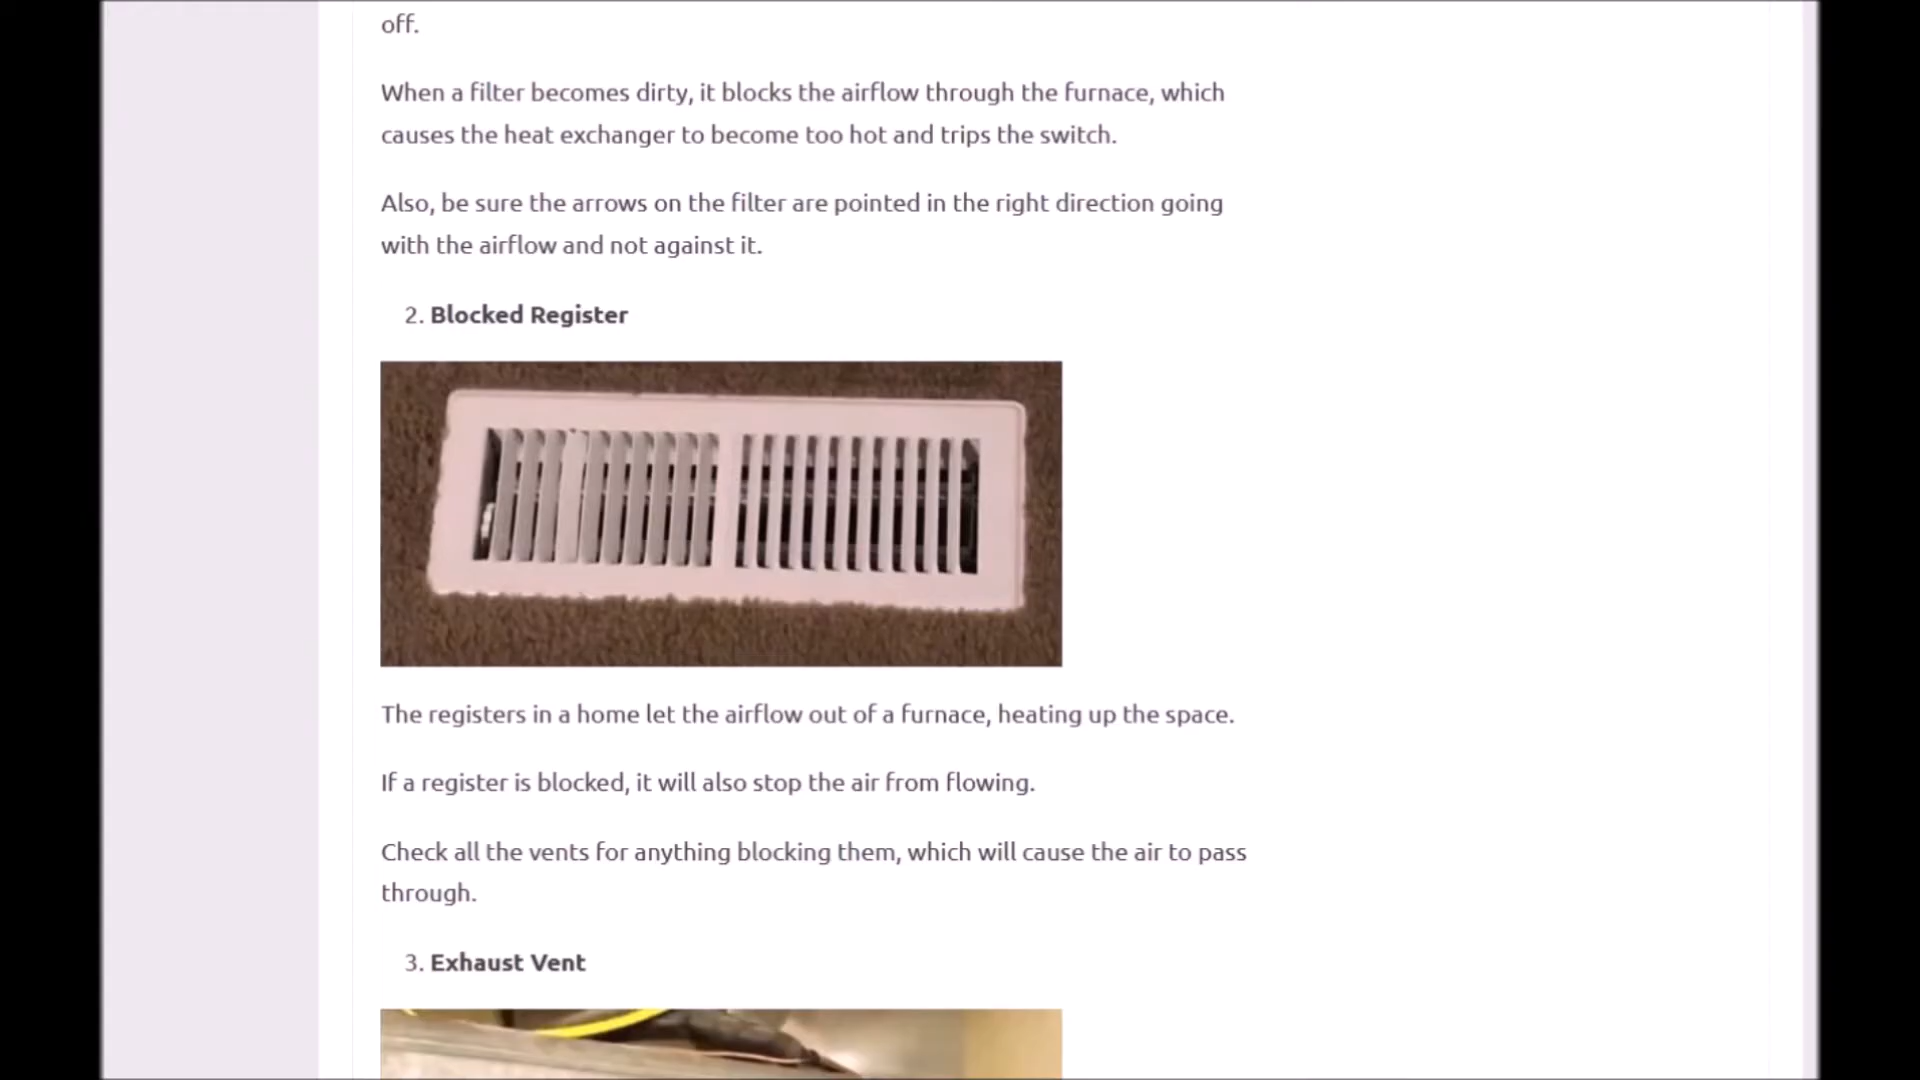 off.
When a filter becomes dirty, it blocks the airflow through the furnace, which
causes the heat exchanger to become too hot and trips the switch.
Also, be sure the arrows on the filter are pointed in the right direction going
with the airflow and not against it.
2. Blocked Register
The registers in a home let the airflow out of a furnace, heating up the space.
If a register is blocked, it will also stop the air from flowing.
Check all the vents for anything blocking them, which will cause the air to pass
through.
3. Exhaust Vent